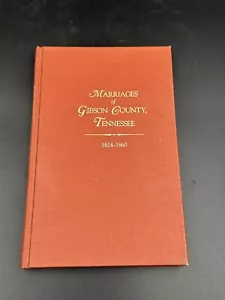 MARRIAGES
of
GIBSON COUNTY,
TENNESSEE
1824-1860